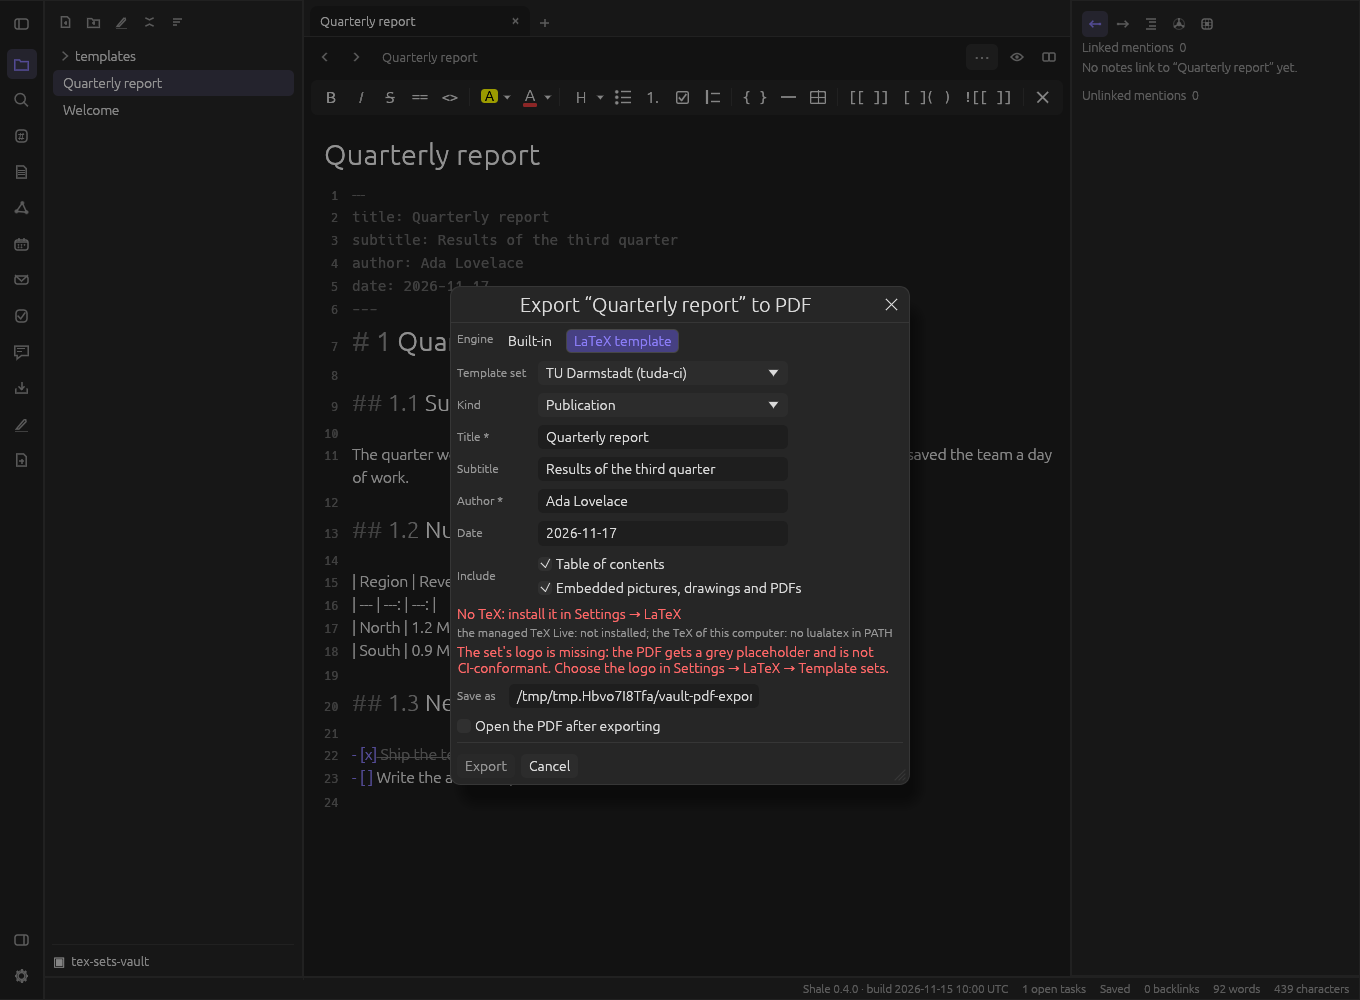 templates
Quarterly report
Welcome
tex-sets-vault
Quarterly report ×
Quarterly report
B I S == <> A A H 1. { } [[ ]] [ ]( ) ![[ ]]
Quarterly report
1 ---
2 title: Quarterly report
3 subtitle: Results of the third quarter
4 author: Ada Lovelace
5 date: 2026-11-17
6 ---
7 # 1 Qua
8
9 ## 1.1 Su
10
11 The quarter w saved the team a day
of work.
12
13 ## 1.2 Nu
14
15 | Region | Reve
16 | --- | ---: | ---: |
17 | North | 1.2 M
18 | South | 0.9 M
19
20 ## 1.3 Ne
21
22 - [x] Ship the te
23 - [ ] Write the a
24
Export “Quarterly report” to PDF
Engine Built-in LaTeX template
Template set TU Darmstadt (tuda-ci)
Kind Publication
Title * Quarterly report
Subtitle Results of the third quarter
Author * Ada Lovelace
Date 2026-11-17
Include
Table of contents
Embedded pictures, drawings and PDFs
No TeX: install it in Settings → LaTeX
the managed TeX Live: not installed; the TeX of this computer: no lualatex in PATH
The set's logo is missing: the PDF gets a grey placeholder and is not
CI-conformant. Choose the logo in Settings → LaTeX → Template sets.
Save as /tmp/tmp.Hbvo7I8Tfa/vault-pdf-expor
Open the PDF after exporting
Export Cancel
Linked mentions 0
No notes link to “Quarterly report” yet.
Unlinked mentions 0
Shale 0.4.0 · build 2026-11-15 10:00 UTC 1 open tasks Saved 0 backlinks 92 words 439 characters